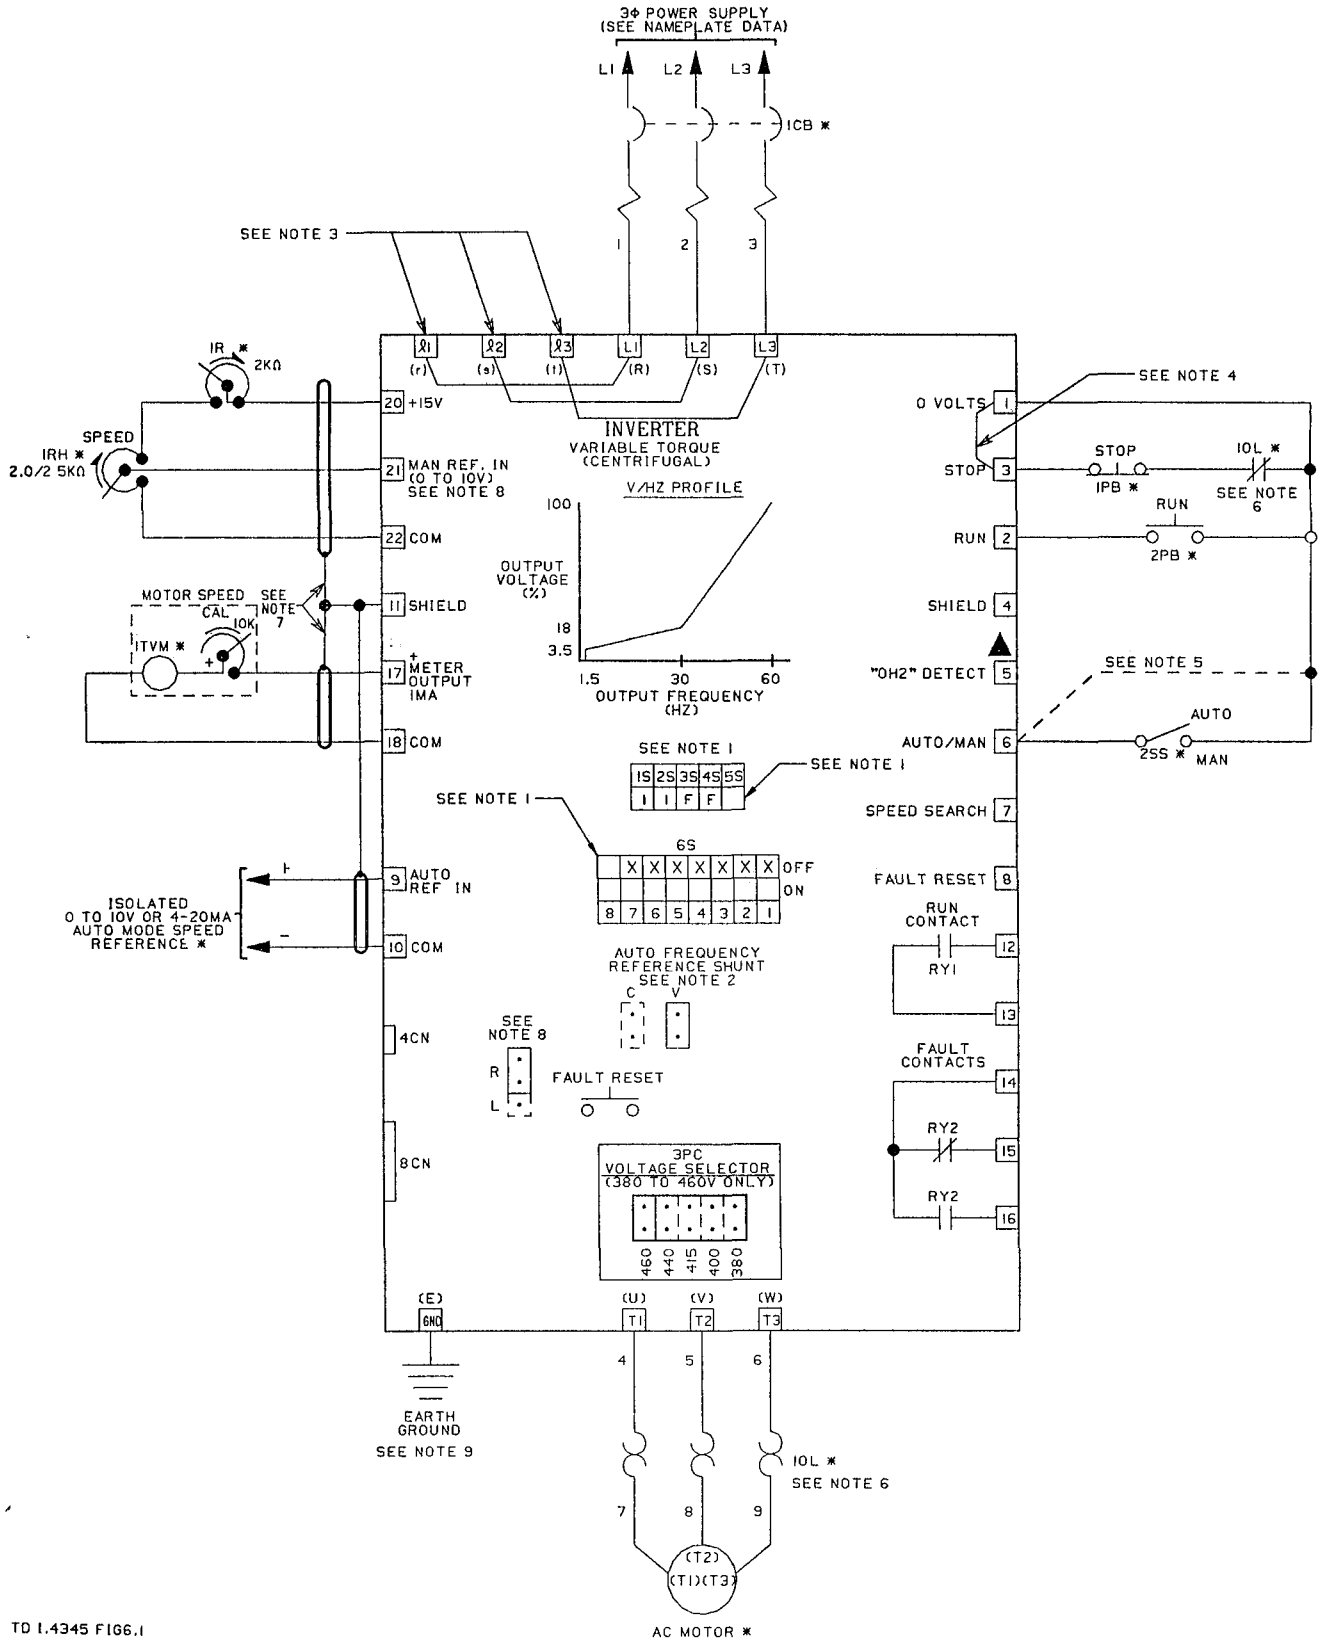 3Φ POWER SUPPLY
(SEE NAMEPLATE DATA)
L1 L2 L3
1CB *
SEE NOTE 3
1 2 3
ℓ1 ℓ2 ℓ3 L1 L2 L3
(r) (s) (t) (R) (S) (T)
1R *
2KΩ
SPEED
1RH *
2.0/2 5KΩ
20 +15V
21 MAN REF. IN
(0 TO 10V)
SEE NOTE 8
22 COM
MOTOR SPEED
CAL
10K
SEE
NOTE
7
1TVM *
+
11 SHIELD
+
17 METER
OUTPUT
1MA
18 COM
+
9 AUTO
REF IN
ISOLATED
0 TO 10V OR 4-20MA
AUTO MODE SPEED
REFERENCE *
-
10 COM
4CN
8CN
INVERTER
VARIABLE TORQUE
(CENTRIFUGAL)
V/HZ PROFILE
100
OUTPUT
VOLTAGE
(%)
18
3.5
1.5 30 60
OUTPUT FREQUENCY
(HZ)
SEE NOTE 1
1S 2S 3S 4S 5S
1 1 F F
SEE NOTE 1
SEE NOTE 1
6S
X X X X X X X OFF
ON
8 7 6 5 4 3 2 1
AUTO FREQUENCY
REFERENCE SHUNT
SEE NOTE 2
C V
SEE
NOTE 8
R
L
FAULT RESET
3PC
VOLTAGE SELECTOR
(380 TO 460V ONLY)
460 440 415 400 380
SEE NOTE 4
0 VOLTS 1
STOP 3
STOP
1PB *
1OL *
SEE NOTE
6
RUN
RUN 2
2PB *
SHIELD 4
"OH2" DETECT 5
SEE NOTE 5
AUTO/MAN 6
AUTO
2SS * MAN
SPEED SEARCH 7
FAULT RESET 8
RUN
CONTACT
12
RY1
13
FAULT
CONTACTS
14
RY2
15
RY2
16
(E)
GND
EARTH
GROUND
SEE NOTE 9
(U) (V) (W)
T1 T2 T3
4 5 6
1OL *
SEE NOTE 6
7 8 9
(T2)
(T1)(T3)
AC MOTOR *
TD 1.4345 FIG6.1